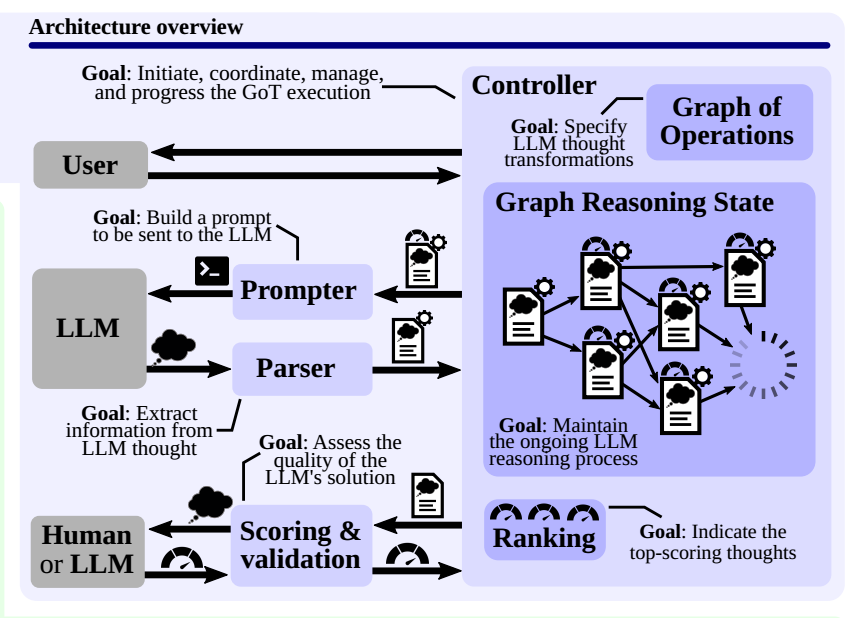 Architecture overview
Goal: Initiate, coordinate, manage,
and progress the GoT execution
Controller
Goal: Specify
LLM thought
transformations
Graph of
Operations
User
Graph Reasoning State
Goal: Build a prompt
to be sent to the LLM
>_
Prompter
LLM
Parser
Goal: Extract
information from
LLM thought
Goal: Maintain
the ongoing LLM
reasoning process
Goal: Assess the
quality of the
LLM's solution
Human
or LLM
Scoring &
validation
Ranking
Goal: Indicate the
top-scoring thoughts